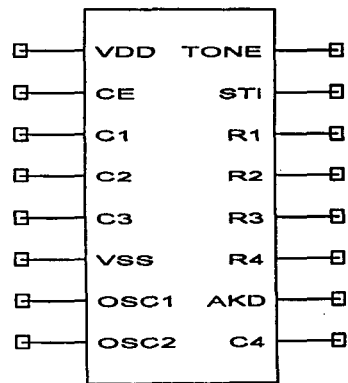 VDD TONE
CE STI
C1 R1
C2 R2
C3 R3
VSS R4
OSC1 AKD
OSC2 C4